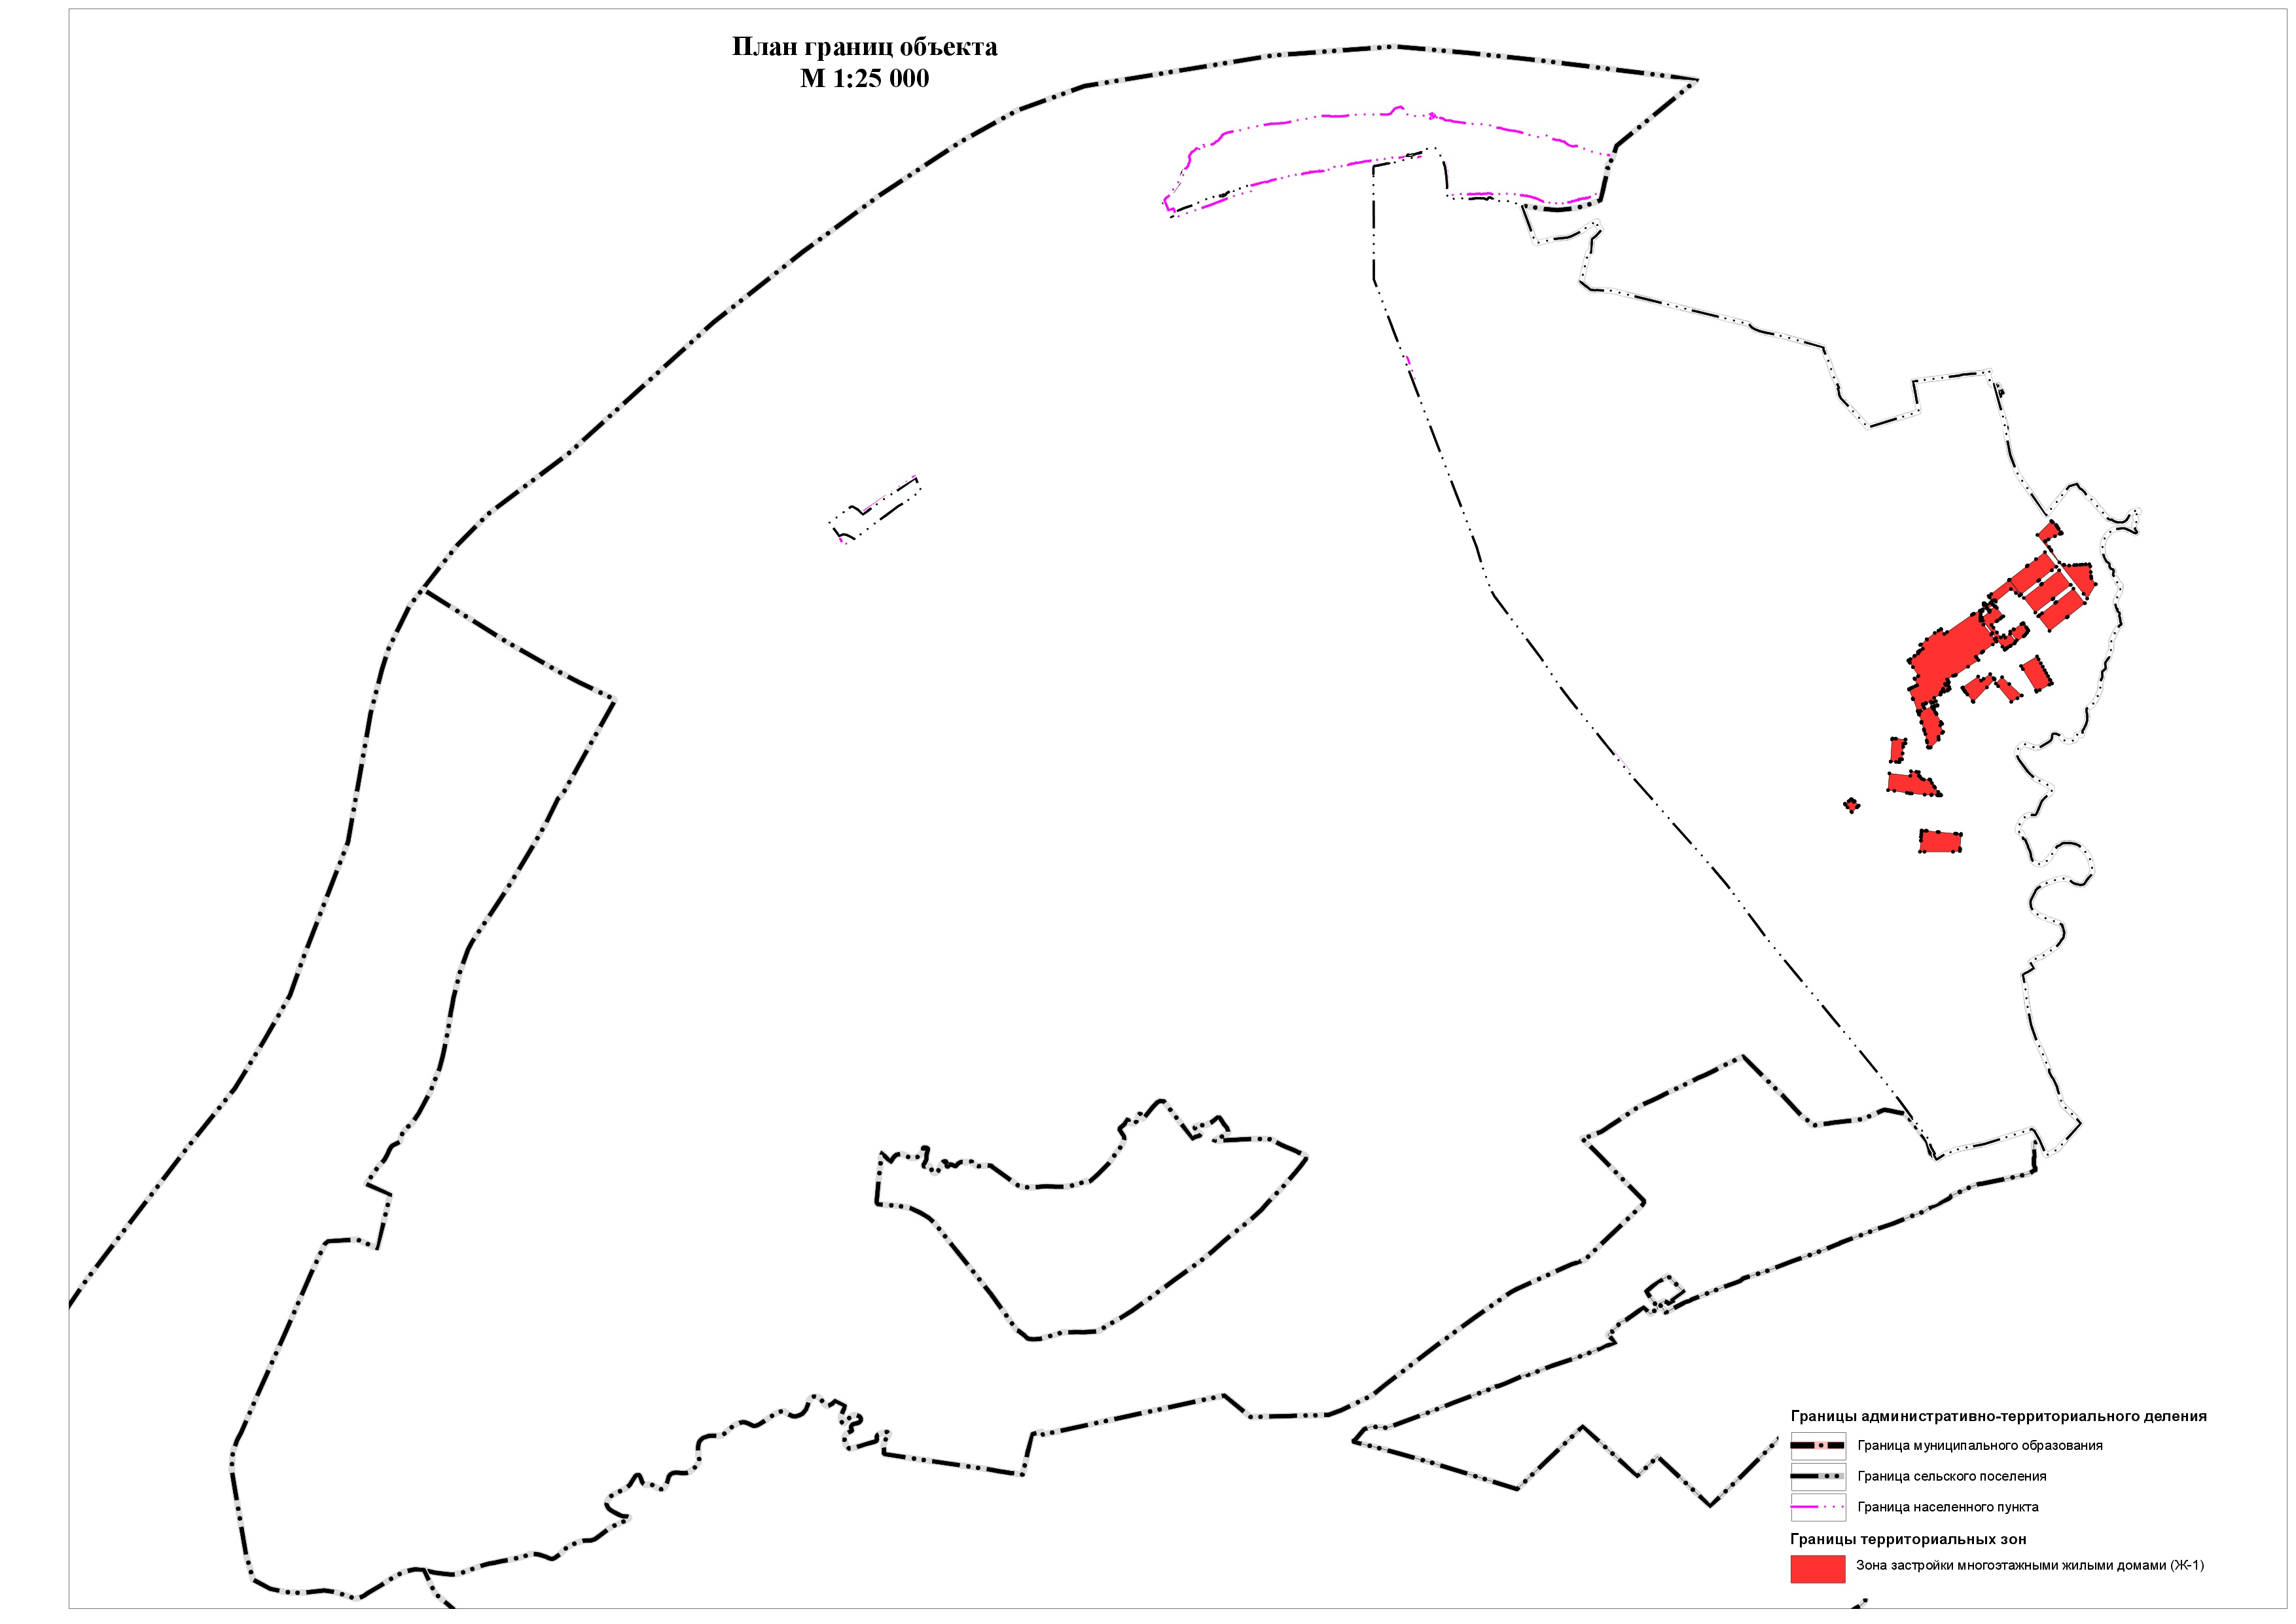 План границ объекта
М 1:25 000
Границы административно-территориального деления
Граница муниципального образования
Граница сельского поселения
Граница населенного пункта
Границы территориальных зон
Зона застройки многоэтажными жилыми домами (Ж-1)